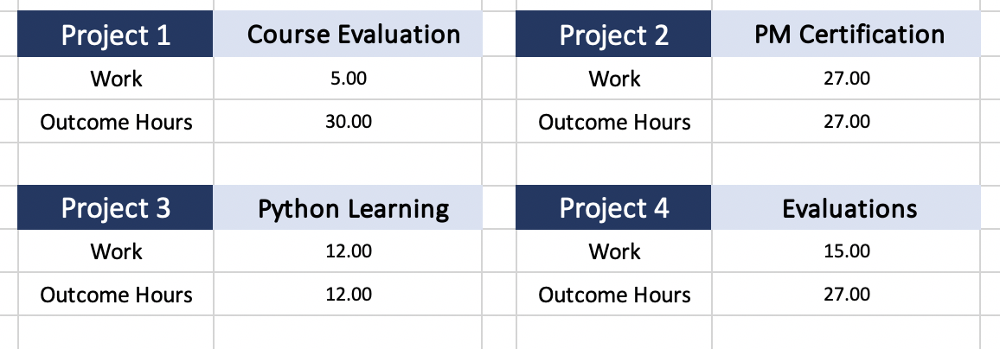 Project 1 Course Evaluation Project 2 PM Certification
Work 5.00 Work 27.00
Outcome Hours 30.00 Outcome Hours 27.00
Project 3 Python Learning Project 4 Evaluations
Work 12.00 Work 15.00
Outcome Hours 12.00 Outcome Hours 27.00